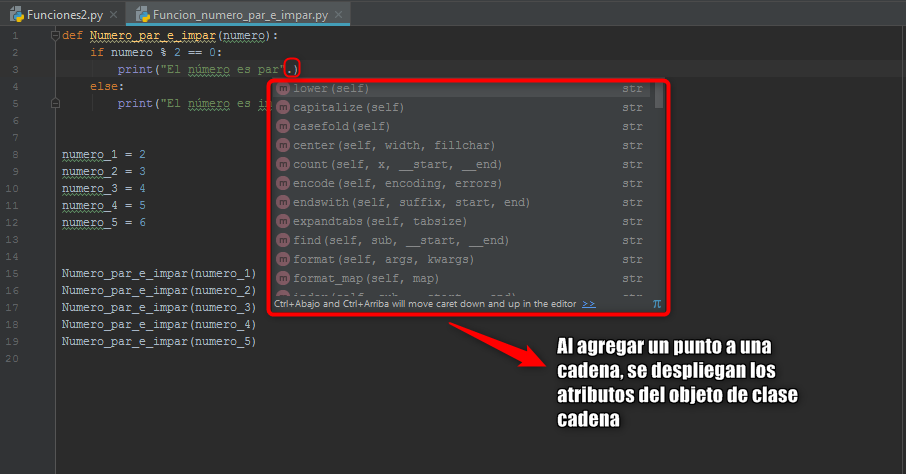 Funciones2.py Funcion_numero_par_e_impar.py
1 def Numero_par_e_impar(numero):
2 if numero % 2 == 0:
3 print("El número es par".)
4 else:
5 print("El número es im
6
7
8 numero_1 = 2
9 numero_2 = 3
10 numero_3 = 4
11 numero_4 = 5
12 numero_5 = 6
13
14
15 Numero_par_e_impar(numero_1)
16 Numero_par_e_impar(numero_2)
17 Numero_par_e_impar(numero_3)
18 Numero_par_e_impar(numero_4)
19 Numero_par_e_impar(numero_5)
20
m lower(self) str
m capitalize(self) str
m casefold(self) str
m center(self, width, fillchar) str
m count(self, x, __start, __end) str
m encode(self, encoding, errors) str
m endswith(self, suffix, start, end) str
m expandtabs(self, tabsize) str
m find(self, sub, __start, __end) str
m format(self, args, kwargs) str
m format_map(self, map) str
Ctrl+Abajo and Ctrl+Arriba will move caret down and up in the editor >> π
Al agregar un punto a una
cadena, se despliegan los
atributos del objeto de clase
cadena